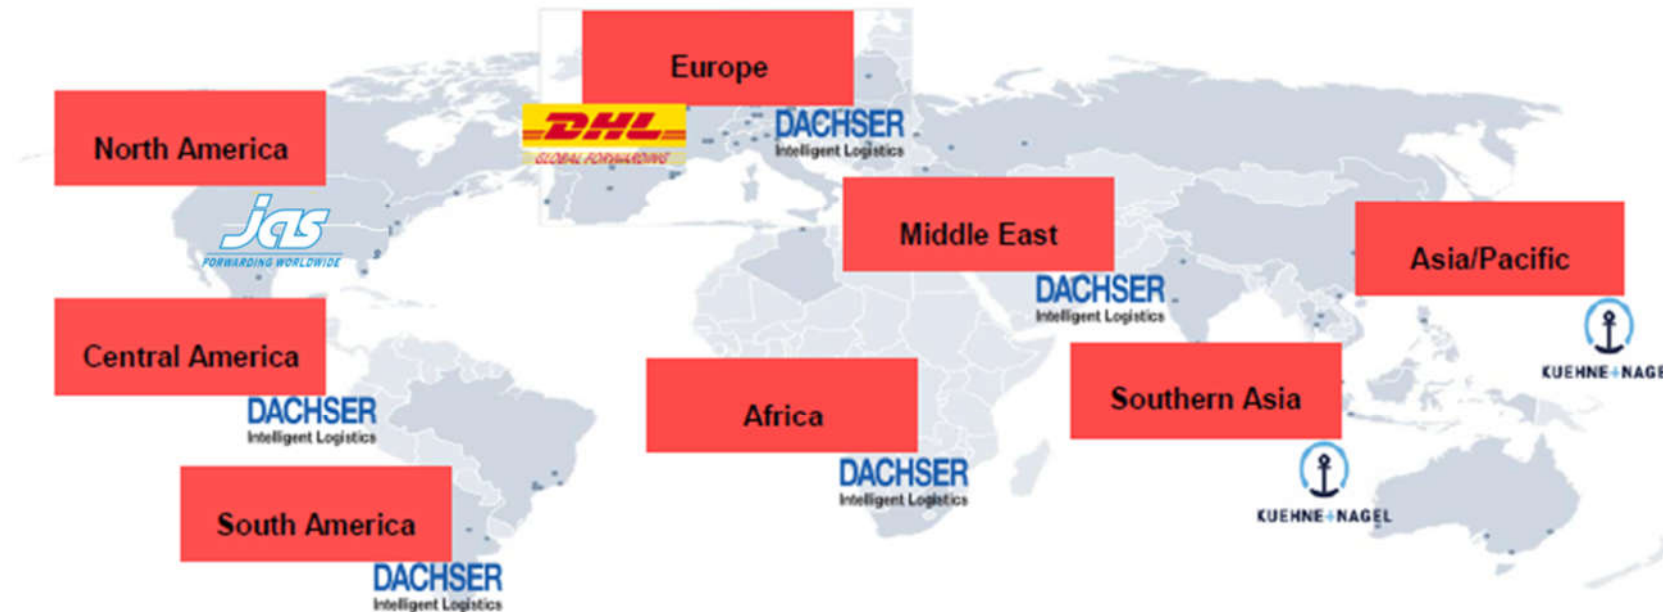 Europe
DHL
GLOBAL FORWARDING
DACHSER
Intelligent Logistics
North America
jas
FORWARDING WORLDWIDE
Middle East
DACHSER
Intelligent Logistics
Asia/Pacific
KUEHNE+NAGE
Central America
DACHSER
Intelligent Logistics
Africa
DACHSER
Intelligent Logistics
Southern Asia
KUEHNE+NAGEL
South America
DACHSER
Intelligent Logistics